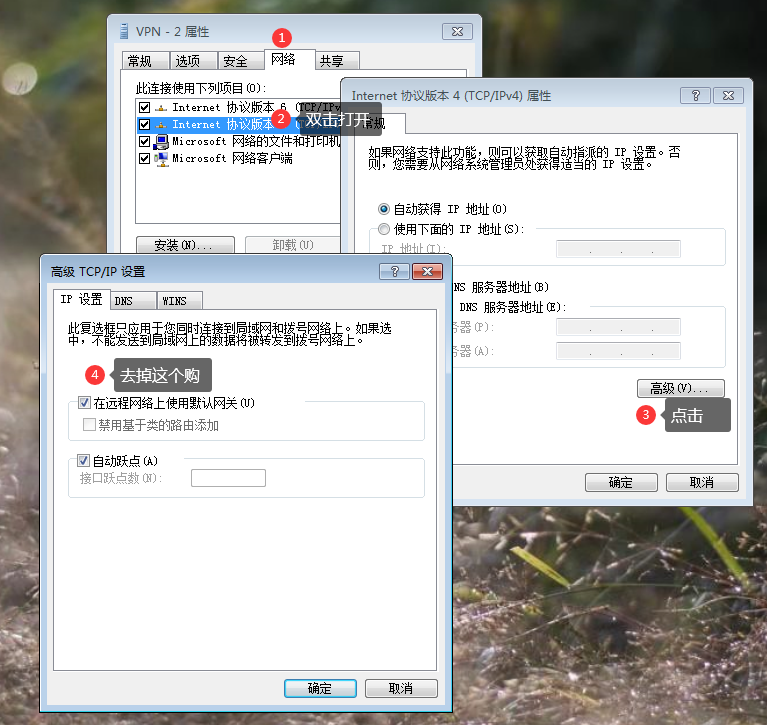 VPN - 2 属性
1
常规
选项
安全
网络
共享
此连接使用下列项目(O):
Internet 协议版本 6 (TCP/IPv
Internet 协议版本
2
双击打开
Microsoft 网络的文件和打印机
Microsoft 网络客户端
安装(N)...
卸载(U)
Internet 协议版本 4 (TCP/IPv4) 属性
常规
如果网络支持此功能，则可以获取自动指派的 IP 设置。否
则，您需要从网络系统管理员处获得适当的 IP 设置。
自动获得 IP 地址(O)
使用下面的 IP 地址(S):
IP 地址(I):
DNS 服务器地址(B)
DNS 服务器地址(E):
务器(P):
务器(A):
高级(V)...
3
点击
确定
取消
高级 TCP/IP 设置
IP 设置
DNS
WINS
此复选框只应用于您同时连接到局域网和拨号网络上。如果选
中，不能发送到局域网上的数据将被转发到拨号网络上。
4
去掉这个购
在远程网络上使用默认网关(U)
禁用基于类的路由添加
自动跃点(A)
接口跃点数(N):
确定
取消